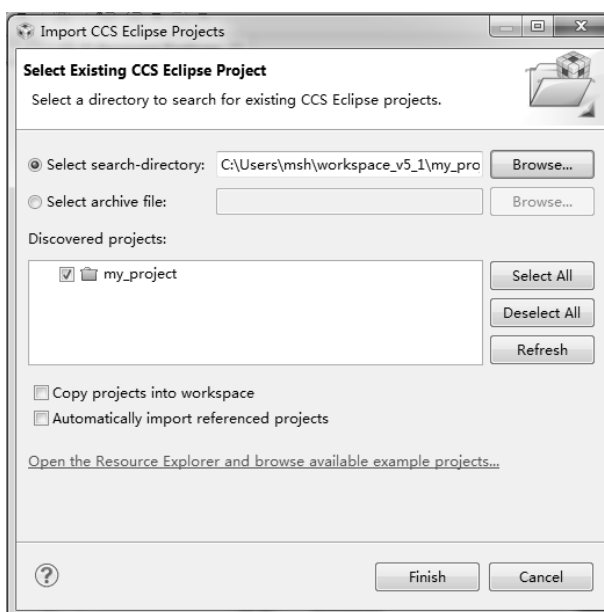 Import CCS Eclipse Projects
Select Existing CCS Eclipse Project
Select a directory to search for existing CCS Eclipse projects.
Select search-directory: C:\Users\msh\workspace_v5_1\my_pro Browse...
Select archive file: Browse...
Discovered projects:
my_project
Select All
Deselect All
Refresh
Copy projects into workspace
Automatically import referenced projects
Open the Resource Explorer and browse available example projects...
? Finish Cancel